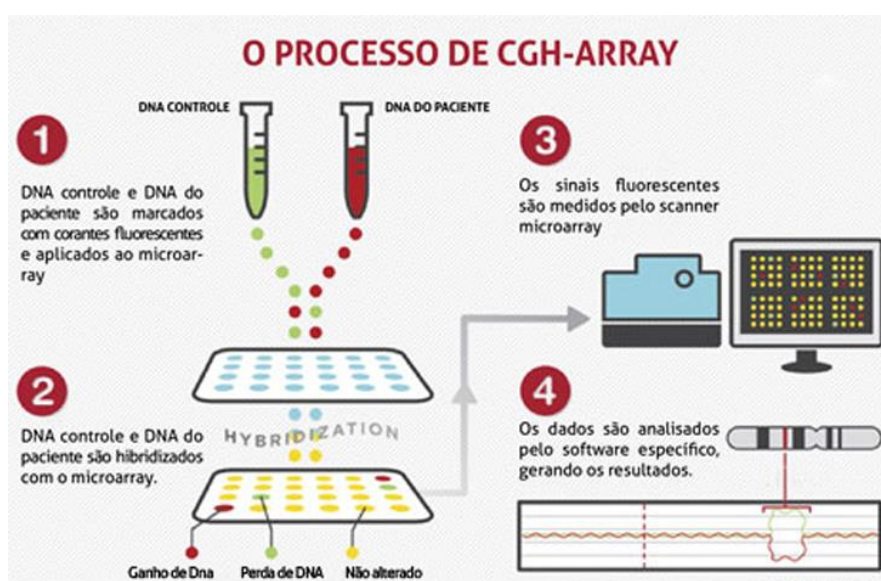 O PROCESSO DE CGH-ARRAY
DNA CONTROLE
DNA DO PACIENTE
1
DNA controle e DNA do
paciente são marcados
com corantes fluorescentes
e aplicados ao microar-
ray
2
DNA controle e DNA do
paciente são hibridizados
com o microarray.
HYBRIDIZATION
Ganho de Dna
Perda de DNA
Não alterado
3
Os sinais fluorescentes
são medidos pelo scanner
microarray
4
Os dados são analisados
pelo software específico,
gerando os resultados.